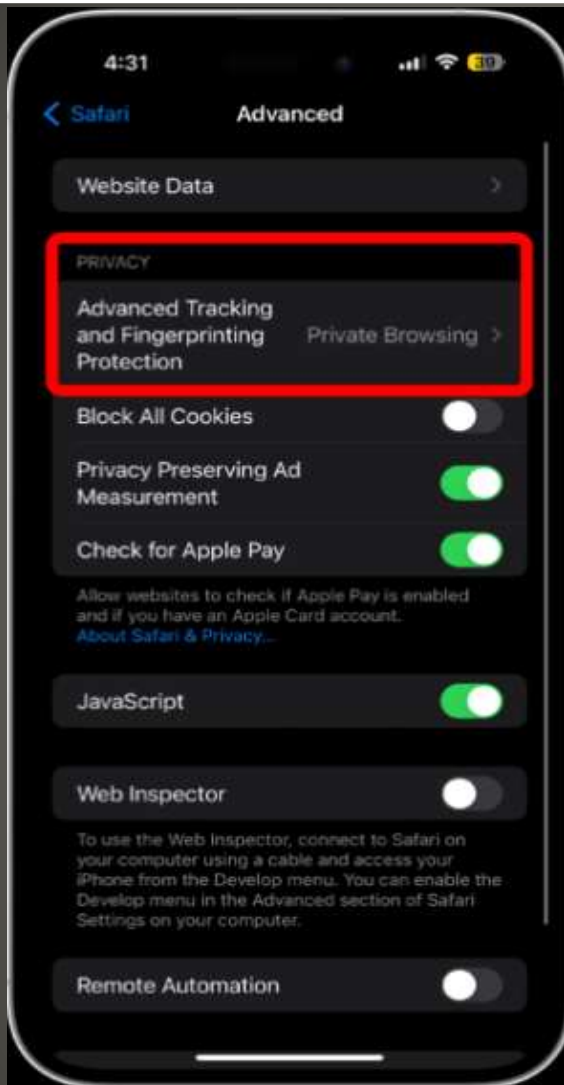 4:31
39
Safari
Advanced
Website Data
PRIVACY
Advanced Tracking
and Fingerprinting
Protection
Private Browsing
Block All Cookies
Privacy Preserving Ad
Measurement
Check for Apple Pay
Allow websites to check if Apple Pay is enabled
and if you have an Apple Card account.
About Safari & Privacy...
JavaScript
Web Inspector
To use the Web Inspector, connect to Safari on
your computer using a cable and access your
iPhone from the Develop menu. You can enable the
Develop menu in the Advanced section of Safari
Settings on your computer.
Remote Automation